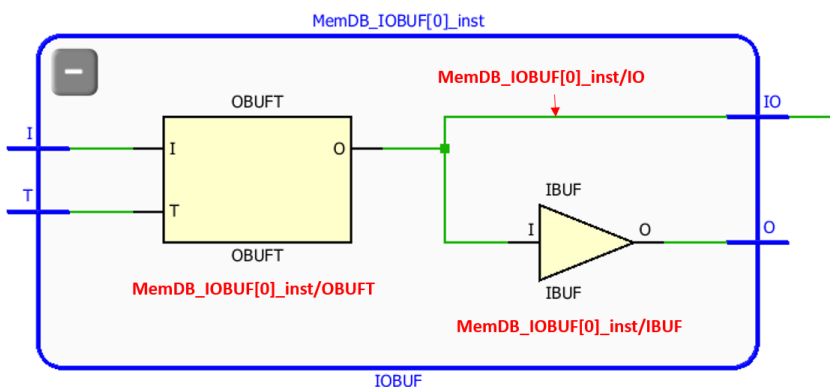 MemDB_IOBUF[0]_inst
−
MemDB_IOBUF[0]_inst/IO
OBUFT
IO
I
I
O
T
T
IBUF
I
O
O
OBUFT
IBUF
MemDB_IOBUF[0]_inst/OBUFT
MemDB_IOBUF[0]_inst/IBUF
IOBUF